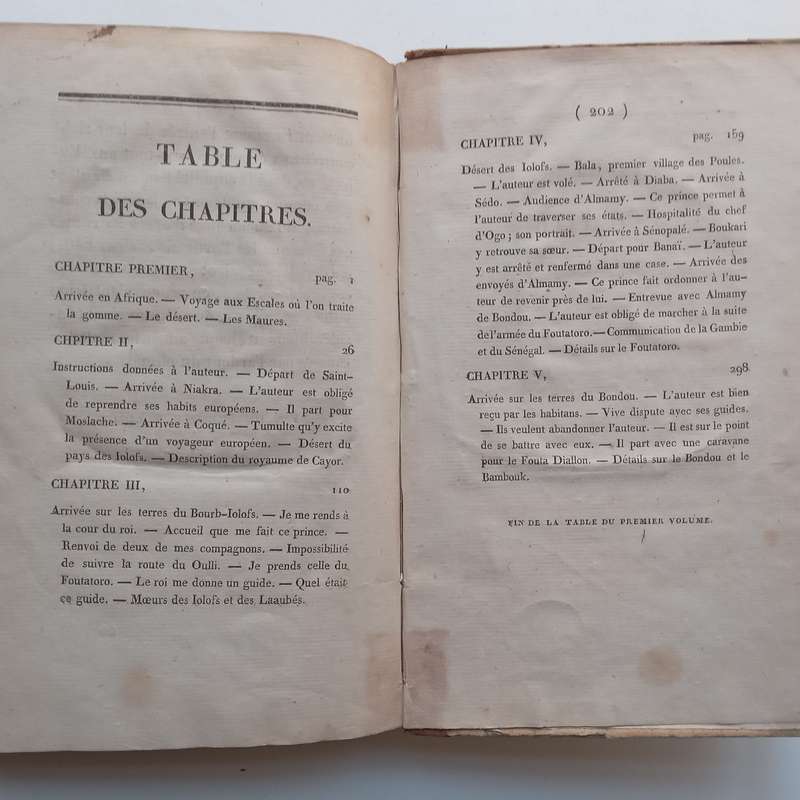 TABLE
DES CHAPITRES.
CHAPITRE PREMIER, pag. 1
Arrivée en Afrique. — Voyage aux Escales où l'on traite
la gomme. — Le désert. — Les Maures.
CHPITRE II, 26
Instructions données à l'auteur. — Départ de Saint-
Louis. — Arrivée à Niakra. — L'auteur est obligé
de reprendre ses habits européens. — Il part pour
Moslache. — Arrivée à Coqué. — Tumulte qu'y excite
la présence d'un voyageur européen. — Désert du
pays des Iolofs. — Description du royaume de Cayor.
CHAPITRE III, 110
Arrivée sur les terres du Bourb-Iolofs. — Je me rends à
la cour du roi. — Accueil que me fait ce prince. —
Renvoi de deux de mes compagnons. — Impossibilité
de suivre la route du Oulli. — Je prends celle du
Foutatoro. — Le roi me donne un guide. — Quel était
ce guide. — Mœurs des Iolofs et des Laaubés.
( 202 )
CHAPITRE IV, pag. 159
Désert des Iolofs. — Bala, premier village des Poules.
— L'auteur est volé. — Arrêté à Diaba. — Arrivée à
Sédo. — Audience d'Almamy. — Ce prince permet à
l'auteur de traverser ses états. — Hospitalité du chef
d'Ogo ; son portrait. — Arrivée à Sénopalé. — Boukari
y retrouve sa sœur. — Départ pour Banaï. — L'auteur
y est arrêté et renfermé dans une case. — Arrivée des
envoyés d'Almamy. — Ce prince fait ordonner à l'au-
teur de revenir près de lui. — Entrevue avec Almamy
de Bondou. — L'auteur est obligé de marcher à la suite
de l'armée du Foutatoro. — Communication de la Gambie
et du Sénégal. — Détails sur le Foutatoro.
CHAPITRE V, 298
Arrivée sur les terres du Bondou. — L'auteur est bien
reçu par les habitans. — Vive dispute avec ses guides.
— Ils veulent abandonner l'auteur. — Il est sur le point
de se battre avec eux. — Il part avec une caravane
pour le Fouta Diallon. — Détails sur le Bondou et le
Bambouk.
FIN DE LA TABLE DU PREMIER VOLUME.